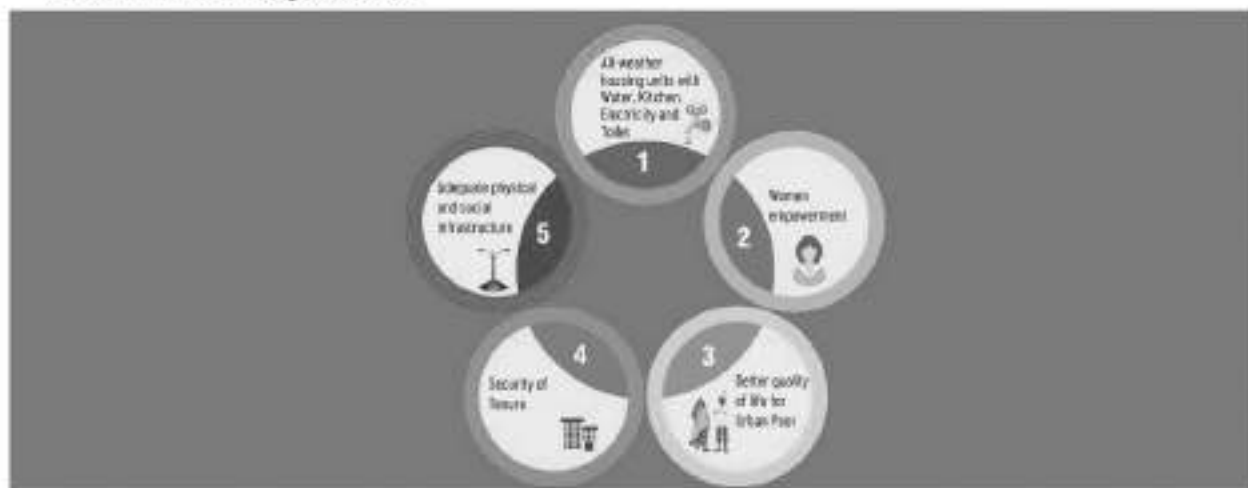 All-weather
housing units with
Water, Kitchen,
Electricity and
Toilet
1
Women
empowerment
2
3
Better quality
of life for
Urban Poor
4
Security of
Tenure
Adequate physical
and social
infrastructure
5